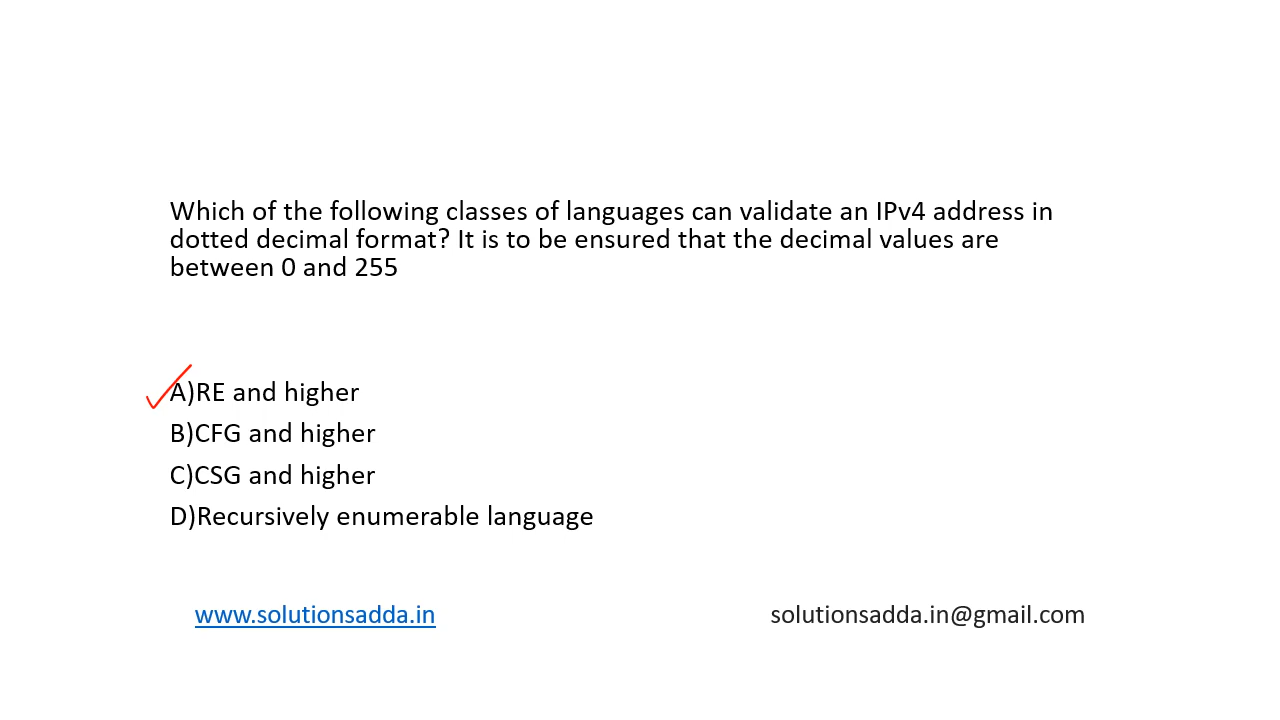 Which of the following classes of languages can validate an IPv4 address in
dotted decimal format? It is to be ensured that the decimal values are
between 0 and 255
A)RE and higher
B)CFG and higher
C)CSG and higher
D)Recursively enumerable language
www.solutionsadda.in
solutionsadda.in@gmail.com